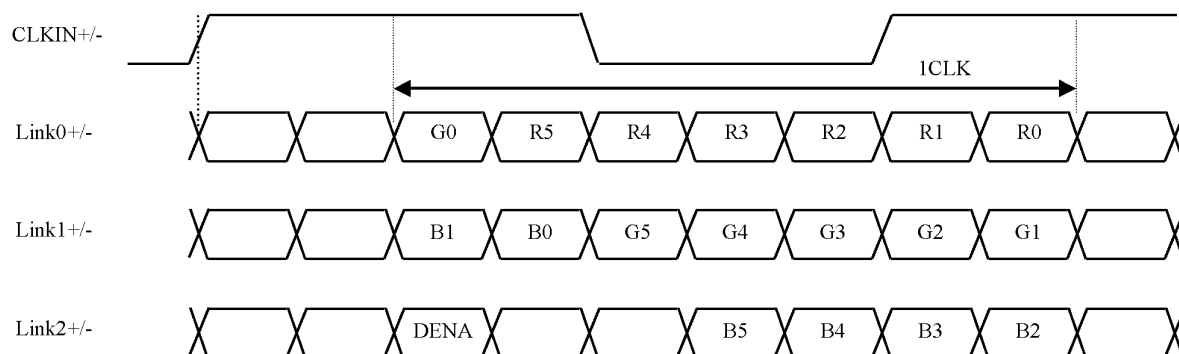 CLKIN+/-
1CLK
Link0+/- G0 R5 R4 R3 R2 R1 R0
Link1+/- B1 B0 G5 G4 G3 G2 G1
Link2+/- DENA B5 B4 B3 B2